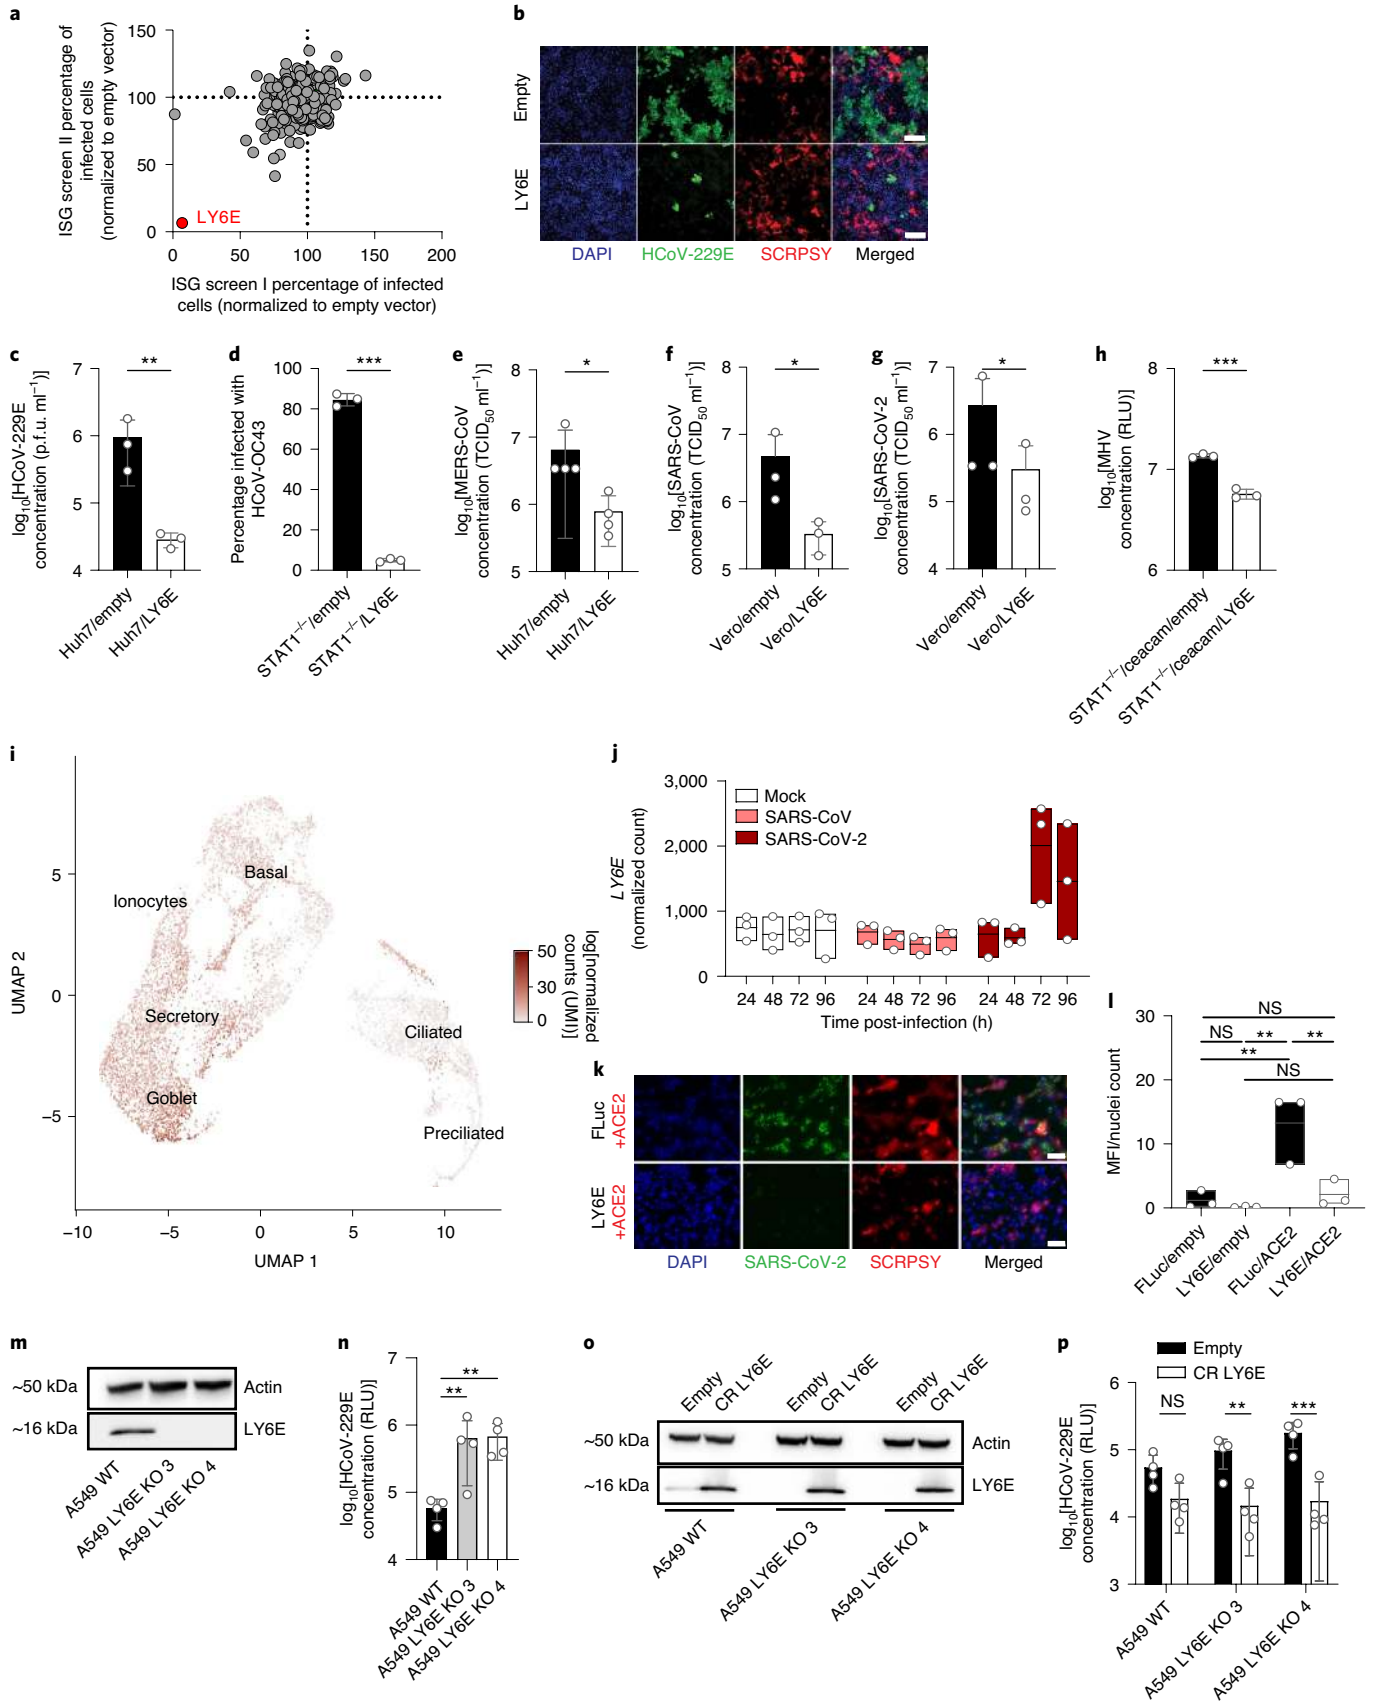 a
ISG screen II percentage of
infected cells
(normalized to empty vector)
150
100
50
0
LY6E
0 50 100 150 200
ISG screen I percentage of infected
cells (normalized to empty vector)
b
Empty
LY6E
DAPI HCoV-229E SCRPSY Merged
c
log10[HCoV-229E
concentration (p.f.u. ml−1)]
7
6
5
4
**
Huh7/empty
Huh7/LY6E
d
Percentage infected with
HCoV-OC43
100
80
60
40
20
0
***
STAT1−/−/empty
STAT1−/−/LY6E
e
log10[MERS-CoV
concentration (TCID50 ml−1)]
8
7
6
5
*
Huh7/empty
Huh7/LY6E
f
log10[SARS-CoV
concentration (TCID50 ml−1)]
8
7
6
5
*
Vero/empty
Vero/LY6E
g
log10[SARS-CoV-2
concentration (TCID50 ml−1)]
7
6
5
4
*
Vero/empty
Vero/LY6E
h
log10[MHV
concentration (RLU)]
8
7
6
***
STAT1−/−/ceacam/empty
STAT1−/−/ceacam/LY6E
i
UMAP 2
5
0
−5
Basal
Ionocytes
Secretory
Goblet
Ciliated
Preciliated
−10 −5 0 5 10
UMAP 1
50
30
0
log[normalized
counts (UMI)]
j
LY6E
(normalized count)
3,000
2,000
1,000
0
Mock
SARS-CoV
SARS-CoV-2
24 48 72 96 24 48 72 96 24 48 72 96
Time post-infection (h)
k
FLuc
+ACE2
LY6E
+ACE2
DAPI SARS-CoV-2 SCRPSY Merged
l
MFI/nuclei count
30
20
10
0
NS
NS ** **
**
NS
FLuc/empty
LY6E/empty
FLuc/ACE2
LY6E/ACE2
m
~50 kDa Actin
~16 kDa LY6E
A549 WT
A549 LY6E KO 3
A549 LY6E KO 4
n
log10[HCoV-229E
concentration (RLU)]
7
6
5
4
**
**
A549 WT
A549 LY6E KO 3
A549 LY6E KO 4
o
Empty
CR LY6E
Empty
CR LY6E
Empty
CR LY6E
~50 kDa Actin
~16 kDa LY6E
A549 WT
A549 LY6E KO 3
A549 LY6E KO 4
p
Empty
CR LY6E
log10[HCoV-229E
concentration (RLU)]
6
5
4
3
NS ** ***
A549 WT
A549 LY6E KO 3
A549 LY6E KO 4